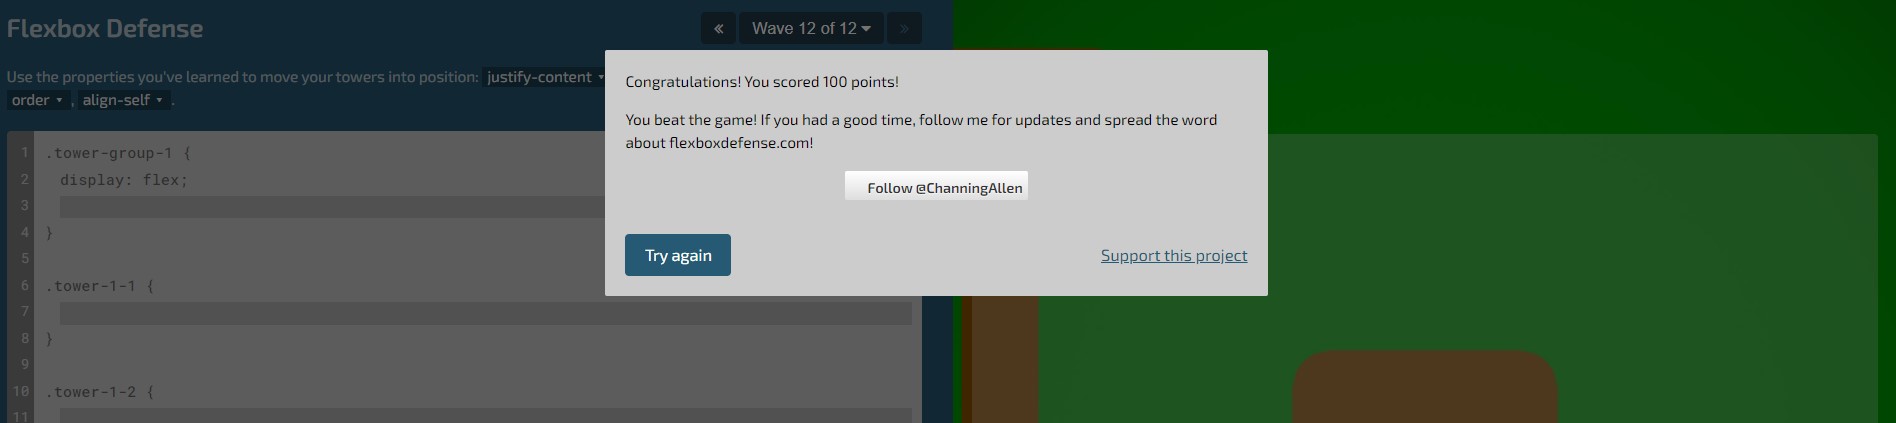 Flexbox Defense
« Wave 12 of 12 »
Use the properties you've learned to move your towers into position: justify-content
order , align-self .
Congratulations! You scored 100 points!
You beat the game! If you had a good time, follow me for updates and spread the word
about flexboxdefense.com!
Follow @ChanningAllen
Try again
Support this project
1 .tower-group-1 {
2 display: flex;
3
4 }
5
6 .tower-1-1 {
7
8 }
9
10 .tower-1-2 {
11